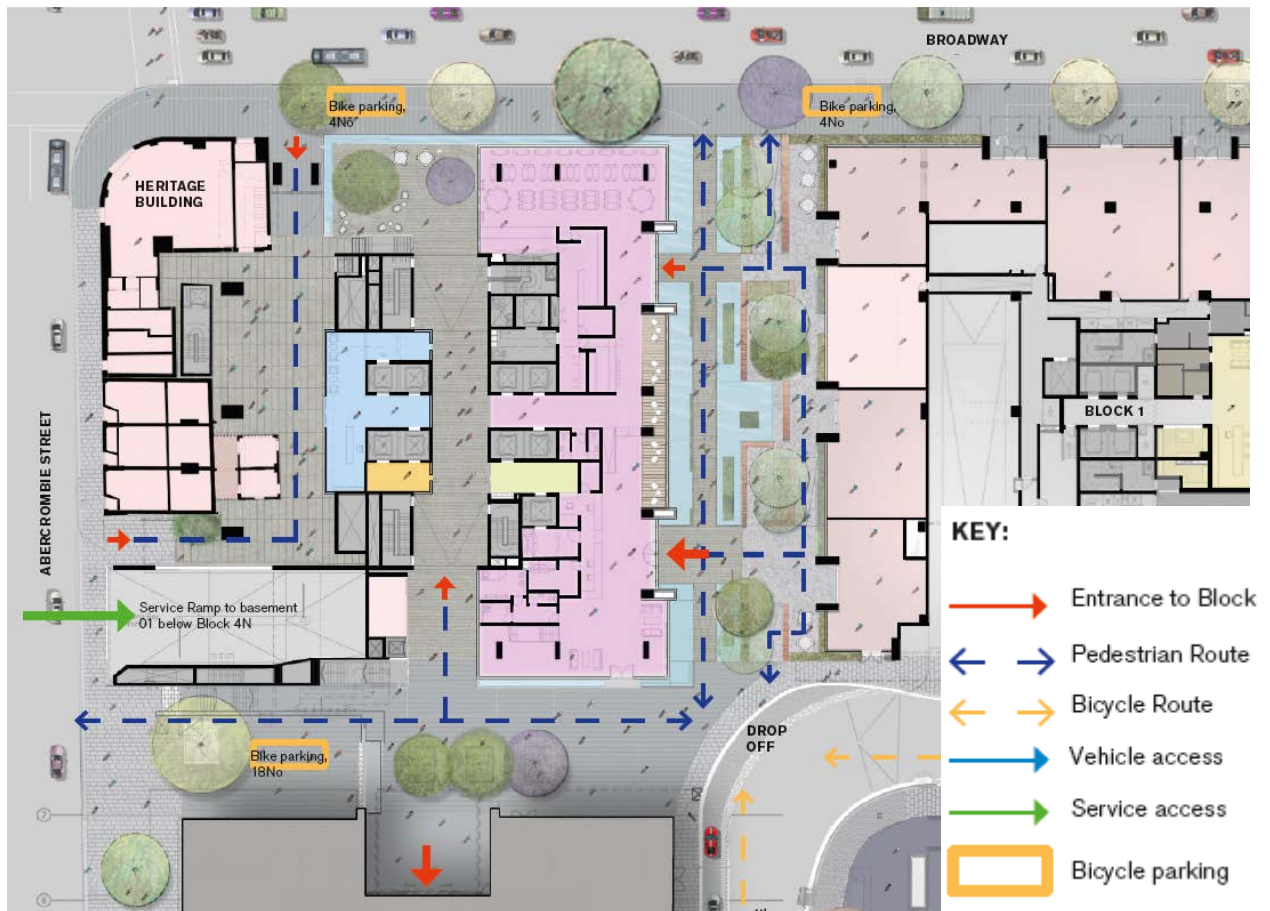 BROADWAY
Bike parking,
4No
Bike parking,
4No
HERITAGE
BUILDING
ABERCROMBIE STREET
BLOCK 1
Service Ramp to basement
01 below Block 4N
DROP
OFF
Bike parking,
18No
KEY:
Entrance to Block
Pedestrian Route
Bicycle Route
Vehicle access
Service access
Bicycle parking